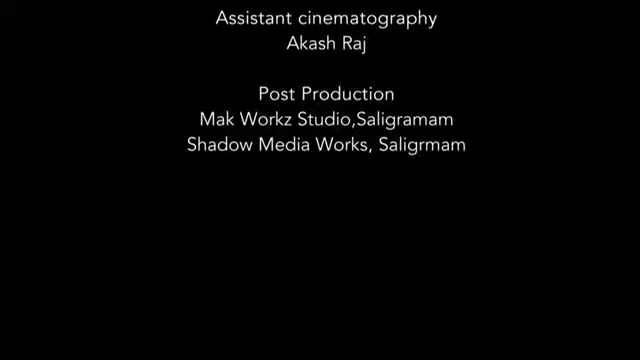 Assistant cinematography
Akash Raj
Post Production
Mak Workz Studio,Saligramam
Shadow Media Works, Saligrmam